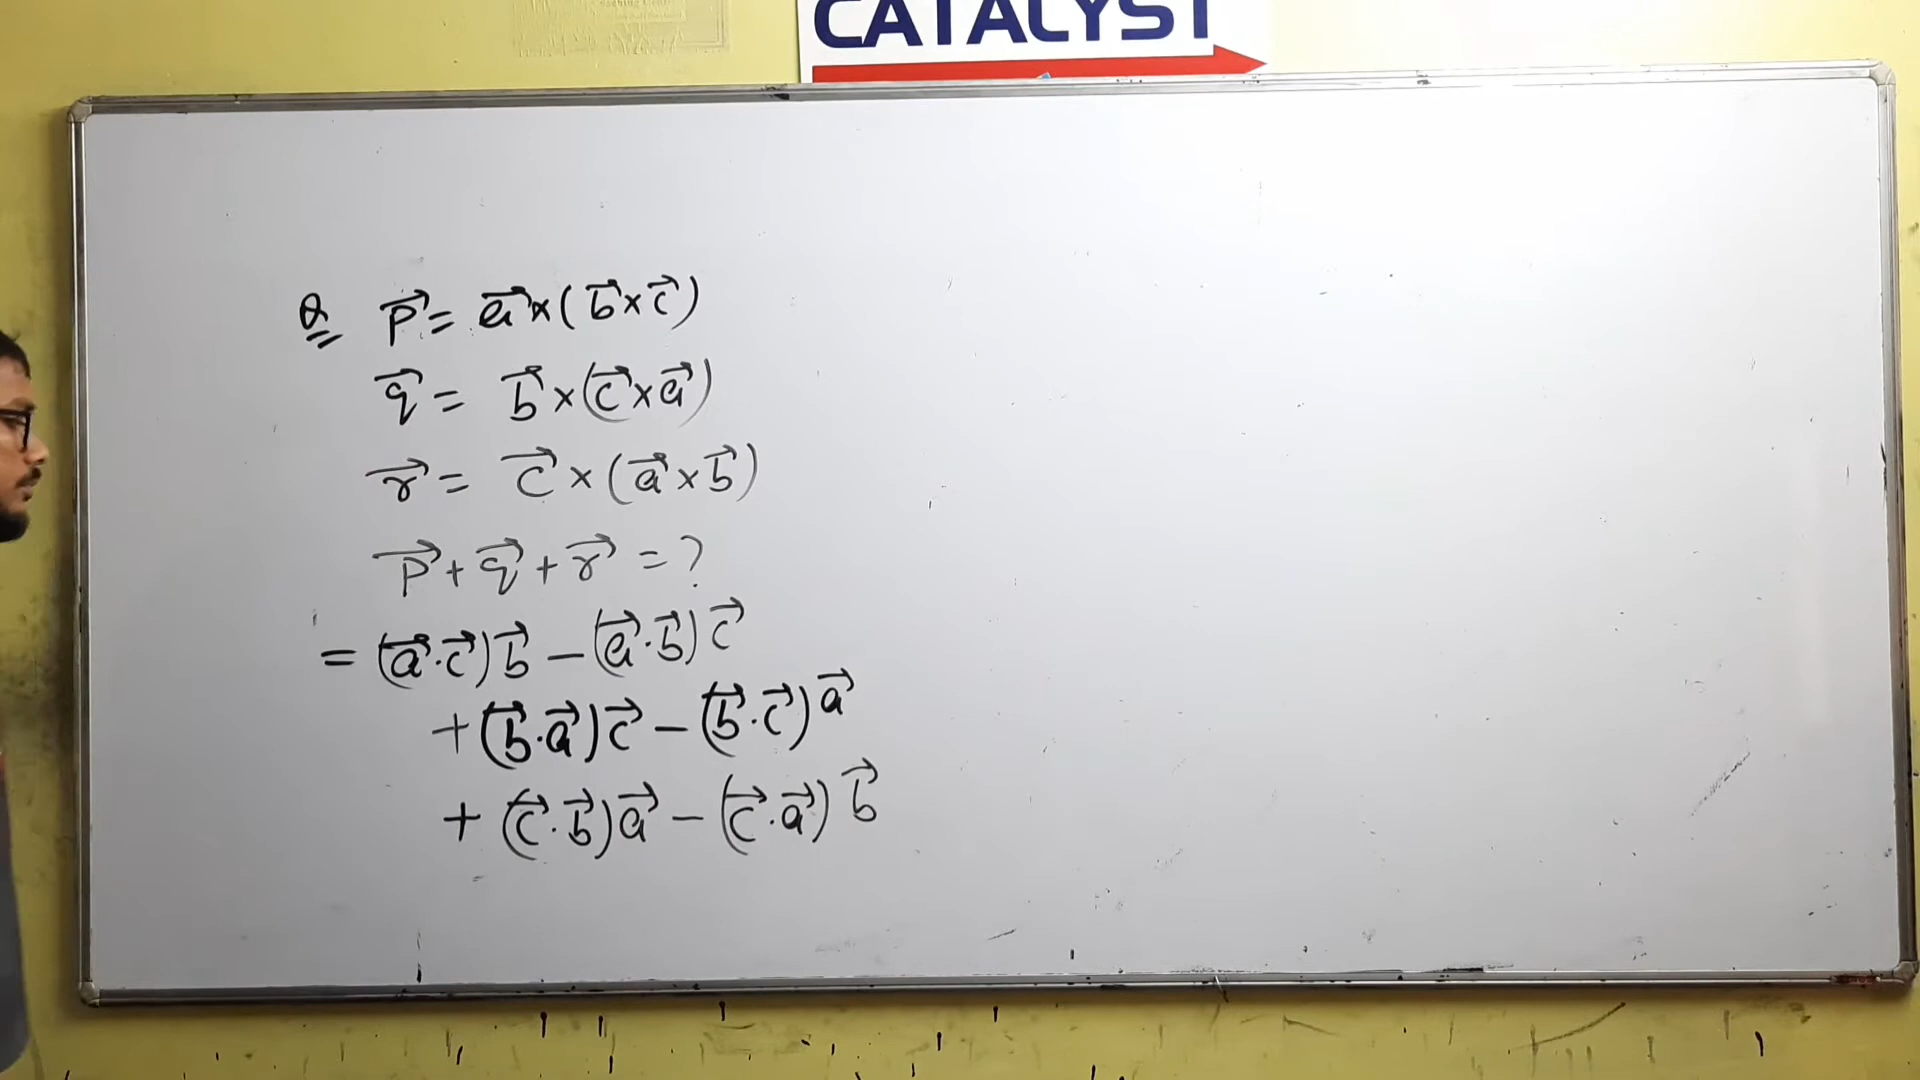 CATALYST
Q p⃗ = a⃗ × (b⃗ × c⃗)
q⃗ = b⃗ × (c⃗ × a⃗)
r⃗ = c⃗ × (a⃗ × b⃗)
p⃗ + q⃗ + r⃗ = ?
= (a⃗ · c⃗) b⃗ − (a⃗ · b⃗) c⃗
+ (b⃗ · a⃗) c⃗ − (b⃗ · c⃗) a⃗
+ (c⃗ · b⃗) a⃗ − (c⃗ · a⃗) b⃗